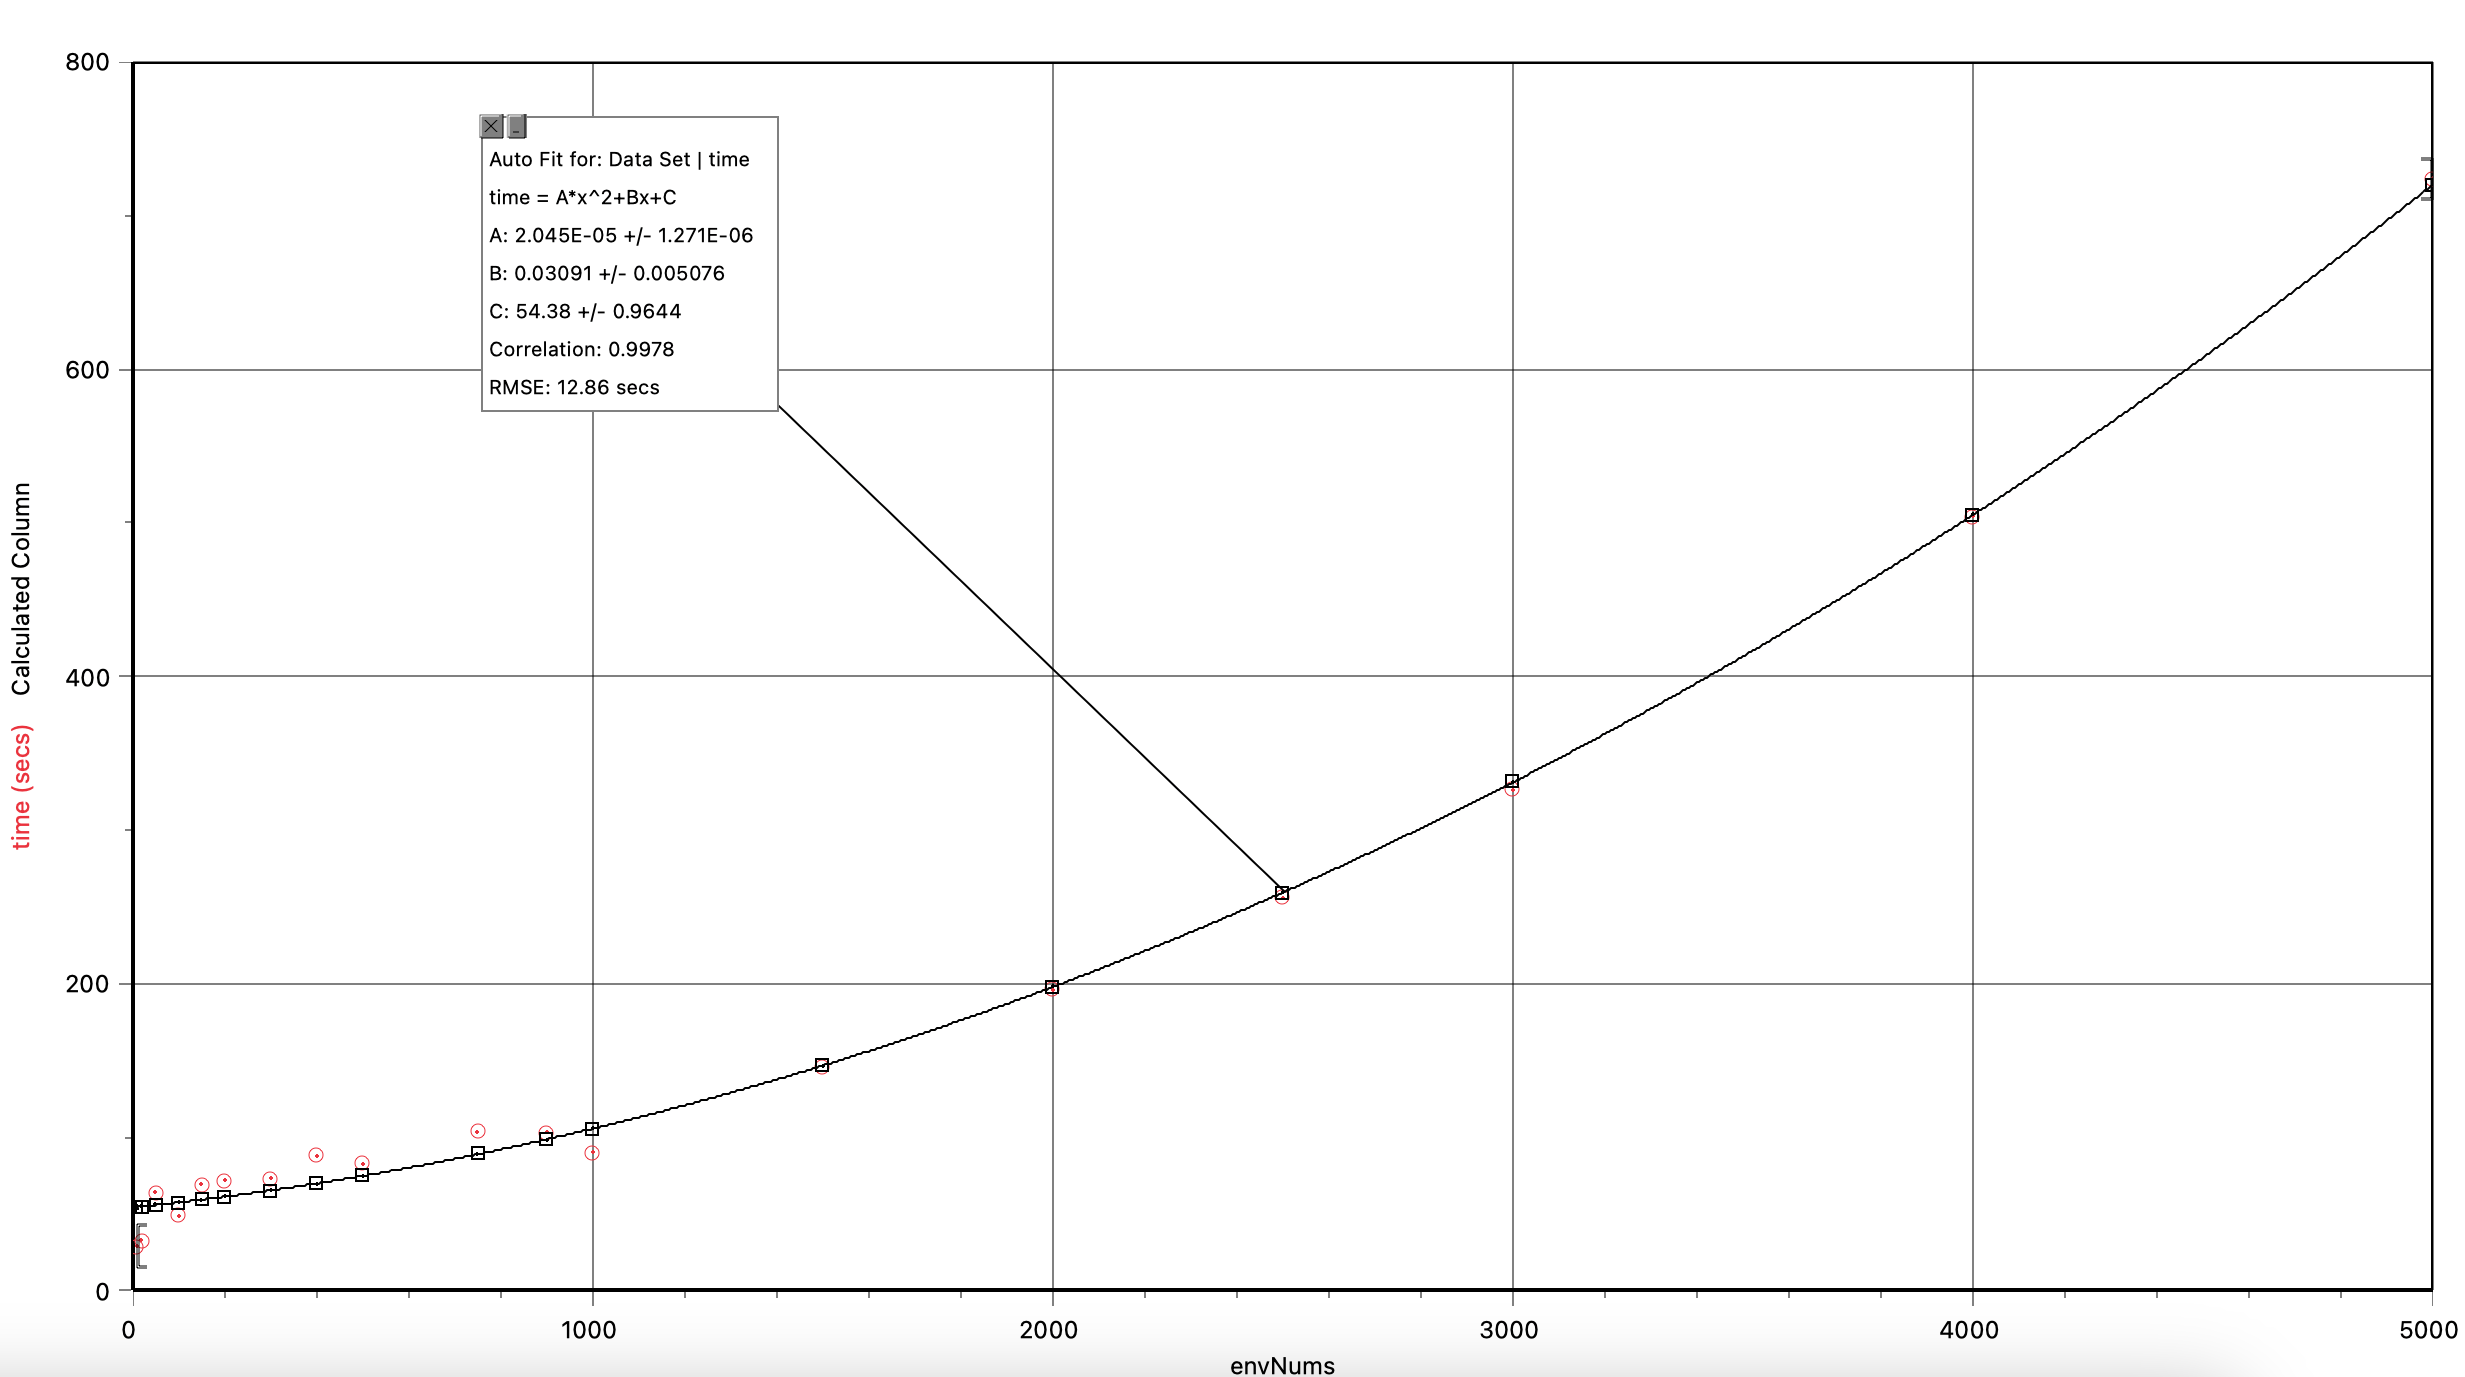 800
600
400
200
0
Calculated Column
time (secs)
Auto Fit for: Data Set | time
time = A*x^2+Bx+C
A: 2.045E-05 +/- 1.271E-06
B: 0.03091 +/- 0.005076
C: 54.38 +/- 0.9644
Correlation: 0.9978
RMSE: 12.86 secs
0 1000 2000 3000 4000 5000
envNums